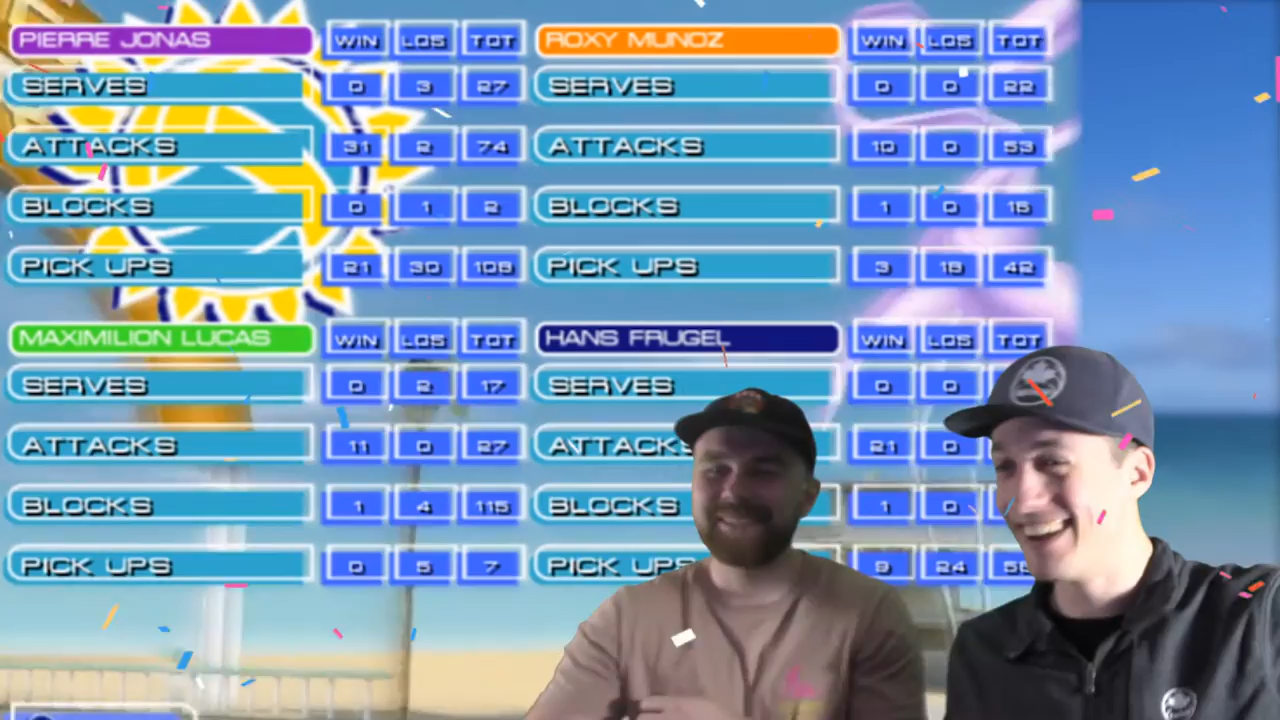 PIERRE JONAS WIN LOS TOT
SERVES 0 3 27
ATTACKS 31 2 74
BLOCKS 0 1 2
PICK UPS 21 30 108
ROXY MUNOZ WIN LOS TOT
SERVES 0 0 22
ATTACKS 10 0 53
BLOCKS 1 0 15
PICK UPS 3 18 42
MAXIMILION LUCAS WIN LOS TOT
SERVES 0 2 17
ATTACKS 11 0 27
BLOCKS 1 4 115
PICK UPS 0 5 7
HANS FRUGEL WIN LOS TOT
SERVES 0 0
ATTACKS 21 0
BLOCKS 1 0
PICK UPS 9 24